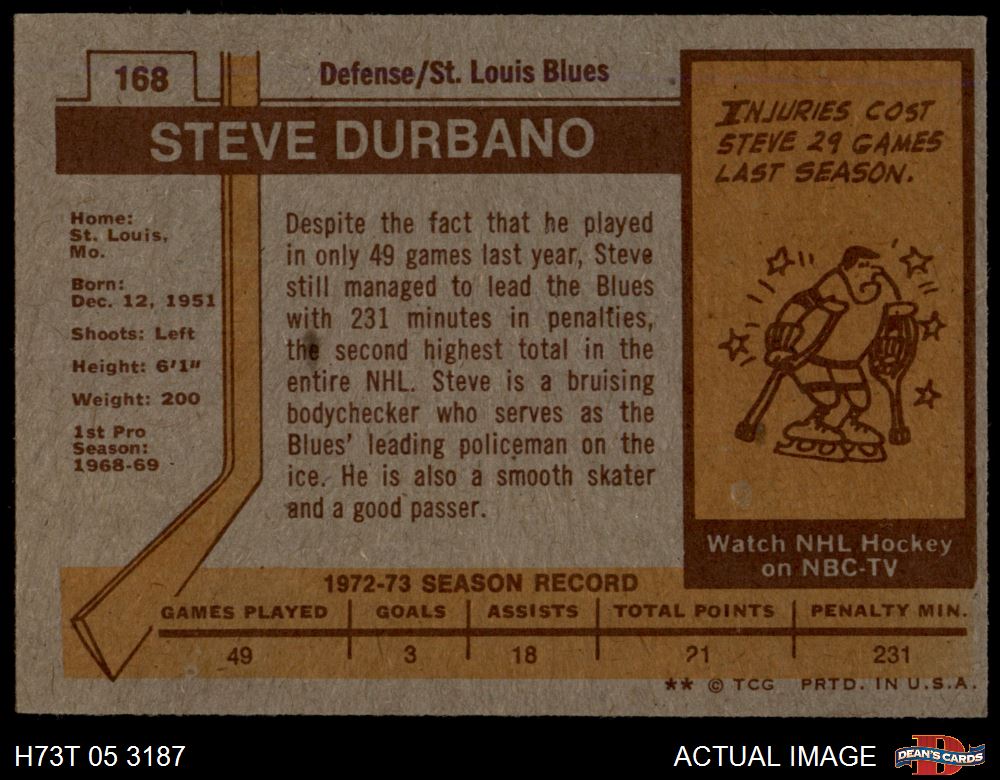 168
Defense/St. Louis Blues
STEVE DURBANO
Home:
St. Louis,
Mo.
Born:
Dec. 12, 1951
Shoots: Left
Height: 6'1"
Weight: 200
1st Pro
Season:
1968-69
Despite the fact that he played
in only 49 games last year, Steve
still managed to lead the Blues
with 231 minutes in penalties,
the second highest total in the
entire NHL. Steve is a bruising
bodychecker who serves as the
Blues' leading policeman on the
ice. He is also a smooth skater
and a good passer.
INJURIES COST
STEVE 29 GAMES
LAST SEASON.
Watch NHL Hockey
on NBC-TV
1972-73 SEASON RECORD
GAMES PLAYED GOALS ASSISTS TOTAL POINTS PENALTY MIN.
49 3 18 21 231
** © TCG PRTD. IN U.S.A.
H73T 05 3187
ACTUAL IMAGE
DEAN'S CARDS